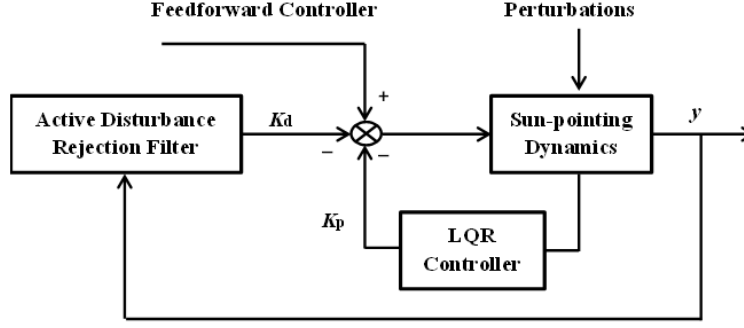 Feedforward Controller
Perturbations
+
Active Disturbance
Rejection Filter
Kd
−
−
Sun-pointing
Dynamics
y
Kp
LQR
Controller